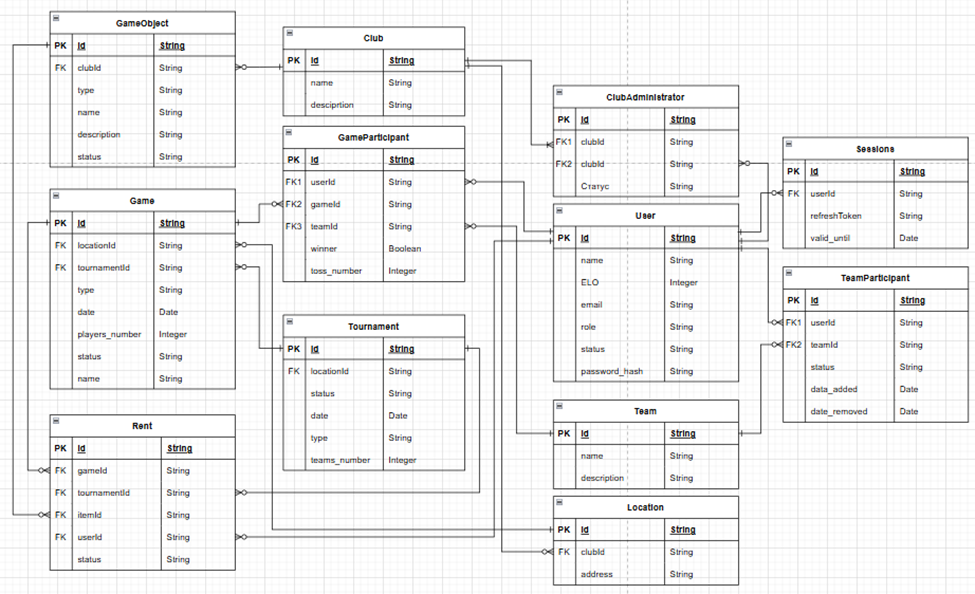 GameObject
PK Id String
FK clubId String
type String
name String
description String
status String
Club
PK Id String
name String
desciprtion String
GameParticipant
PK Id String
FK1 userId String
FK2 gameId String
FK3 teamId String
winner Boolean
toss_number Integer
Game
PK Id String
FK locationId String
FK tournamentId String
type String
date Date
players_number Integer
status String
name String
Tournament
PK Id String
FK locationId String
status String
date Date
type String
teams_number Integer
Rent
PK Id String
FK gameId String
FK tournamentId String
FK itemId String
FK userId String
status String
ClubAdministrator
PK Id String
FK1 clubId String
FK2 clubId String
Статус String
User
PK Id String
name String
ELO Integer
email String
role String
status String
password_hash String
Team
PK Id String
name String
description String
Location
PK Id String
FK clubId String
address String
Sessions
PK Id String
FK userId String
refreshToken String
valid_until Date
TeamParticipant
PK Id String
FK1 userId String
FK2 teamId String
status String
data_added Date
date_removed Date